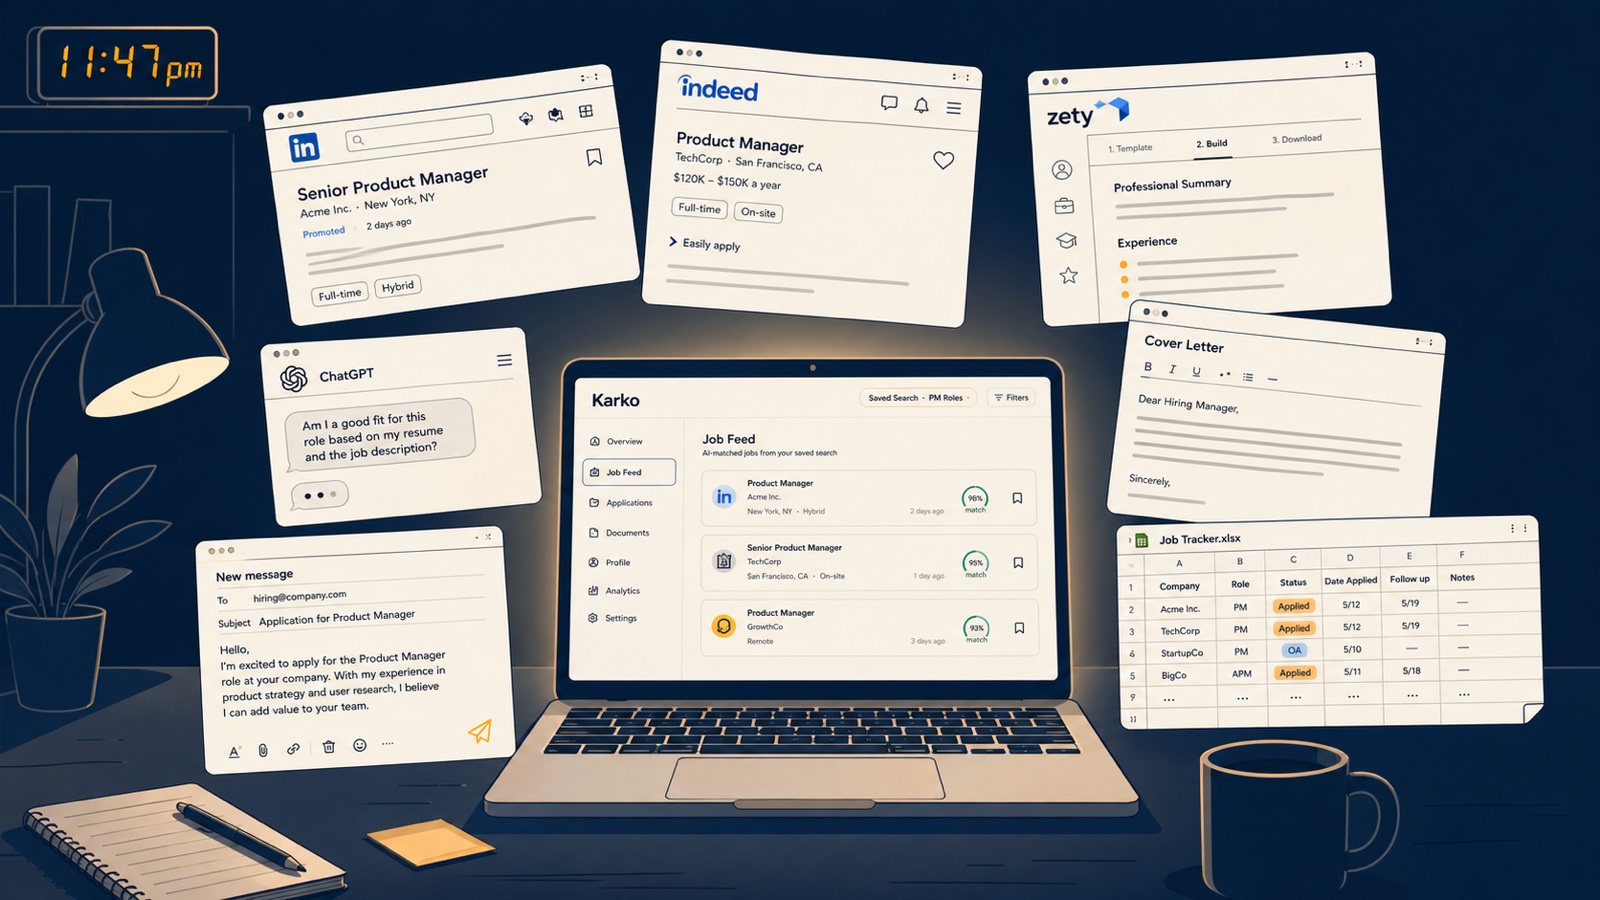 11:47pm
in
Senior Product Manager
Acme Inc. · New York, NY
Promoted | 2 days ago
Full-time Hybrid
indeed
Product Manager
TechCorp · San Francisco, CA
$120K – $150K a year
Full-time On-site
Easily apply
zety
1. Template 2. Build 3. Download
Professional Summary
Experience
ChatGPT
Am I a good fit for this
role based on my resume
and the job description?
Cover Letter
B I U
Dear Hiring Manager,
Sincerely,
Karko
Saved Search · PM Roles
Filters
Overview
Job Feed
Applications
Documents
Profile
Analytics
Settings
Job Feed
AI-matched jobs from your saved search
in
Product Manager
Acme Inc.
New York, NY · Hybrid
2 days ago
98%
match
Senior Product Manager
TechCorp
San Francisco, CA · On-site
1 day ago
95%
match
Product Manager
GrowthCo
Remote
3 days ago
93%
match
New message
To hiring@company.com
Subject Application for Product Manager
Hello,
I'm excited to apply for the Product Manager
role at your company. With my experience in
product strategy and user research, I believe
I can add value to your team.
A
Job Tracker.xlsx
A B C D E F
1 Company Role Status Date Applied Follow up Notes
2 Acme Inc. PM Applied 5/12 5/19 —
3 TechCorp PM Applied 5/12 5/19 —
StartupCo PM OA 5/10 — —
5 BigCo APM Applied 5/11 5/18 —
9 ... ... ... ... ... ...
11